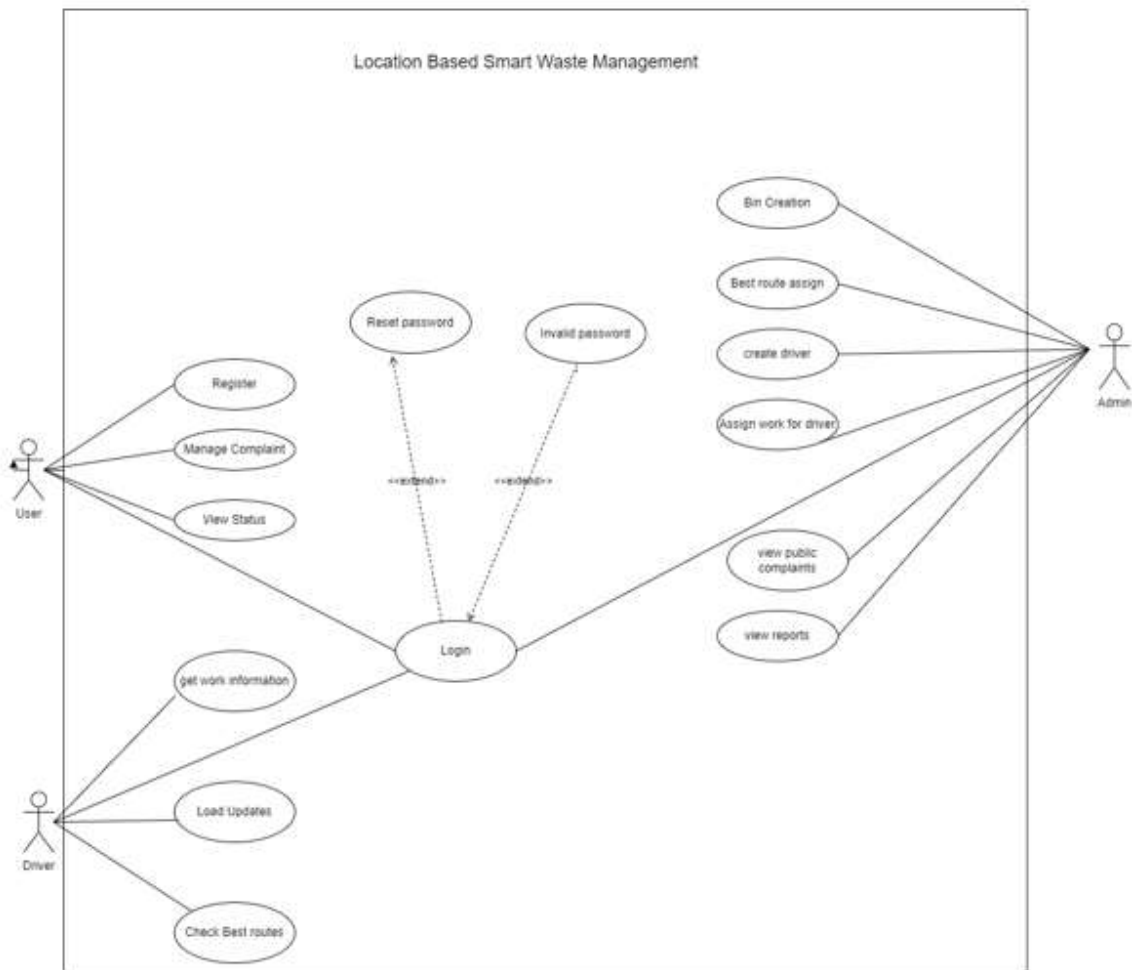 Location Based Smart Waste Management
Bin Creation
Best route assign
Reset password
Invalid password
create driver
Admin
Register
Assign work for driver
Manage Complaint
<<extend>>
<<extend>>
User
View Status
view public
complaints
view reports
Login
get work information
Load Updates
Driver
Check Best routes